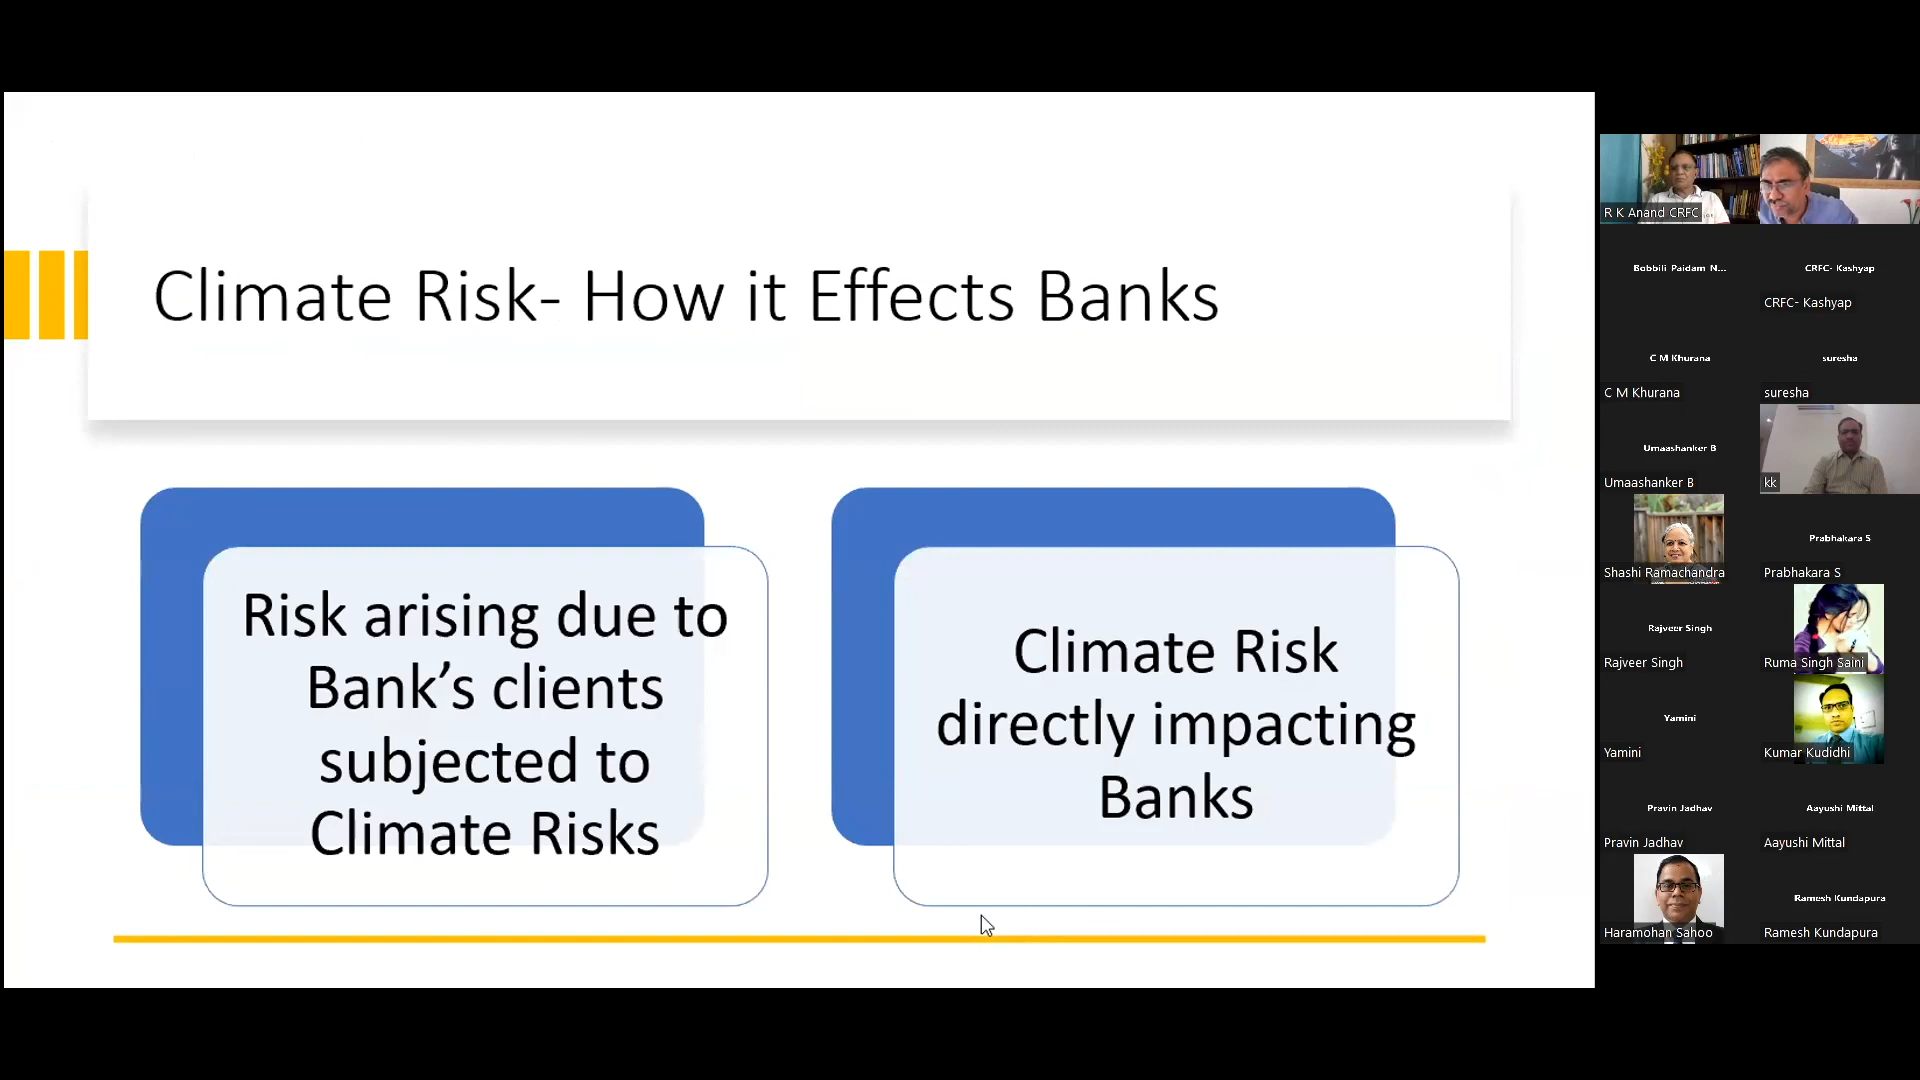 Climate Risk- How it Effects Banks
Risk arising due to
Bank’s clients
subjected to
Climate Risks
Climate Risk
directly impacting
Banks
R K Anand CRFC
Bobbili Paidam N...
CRFC- Kashyap
CRFC- Kashyap
C M Khurana
suresha
C M Khurana
suresha
Umaashanker B
Umaashanker B
kk
Prabhakara S
Shashi Ramachandra
Prabhakara S
Rajveer Singh
Rajveer Singh
Ruma Singh Saini
Yamini
Yamini
Kumar Kudidhi
Pravin Jadhav
Aayushi Mittal
Pravin Jadhav
Aayushi Mittal
Ramesh Kundapura
Haramohan Sahoo
Ramesh Kundapura